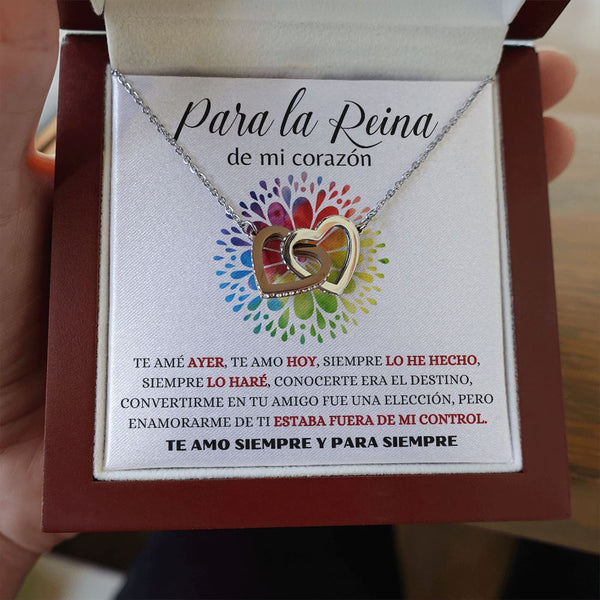 Para la Reina
de mi corazón
TE AMÉ AYER, TE AMO HOY, SIEMPRE LO HE HECHO,
SIEMPRE LO HARÉ, CONOCERTE ERA EL DESTINO,
CONVERTIRME EN TU AMIGO FUE UNA ELECCIÓN, PERO
ENAMORARME DE TI ESTABA FUERA DE MI CONTROL.
TE AMO SIEMPRE Y PARA SIEMPRE